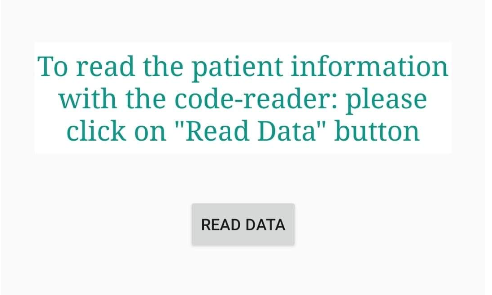 To read the patient information
with the code-reader: please
click on "Read Data" button
READ DATA